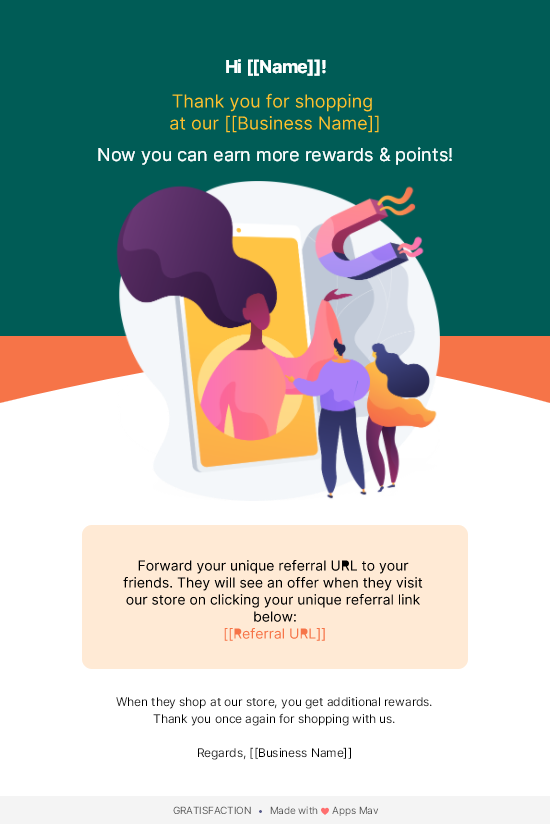 Hi [[Name]]!
Thank you for shopping
at our [[Business Name]]
Now you can earn more rewards & points!
Forward your unique referral URL to your
friends. They will see an offer when they visit
our store on clicking your unique referral link
below:
[[Referral URL]]
When they shop at our store, you get additional rewards.
Thank you once again for shopping with us.
Regards, [[Business Name]]
GRATISFACTION • Made with ❤ Apps Mav